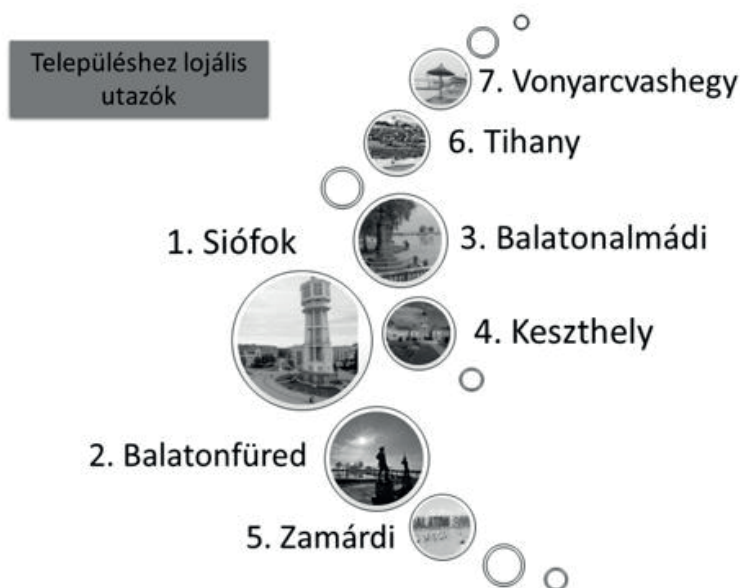 Településhez lojális
utazók
7. Vonyarcvashegy
6. Tihany
1. Siófok
3. Balatonalmádi
4. Keszthely
2. Balatonfüred
5. Zamárdi